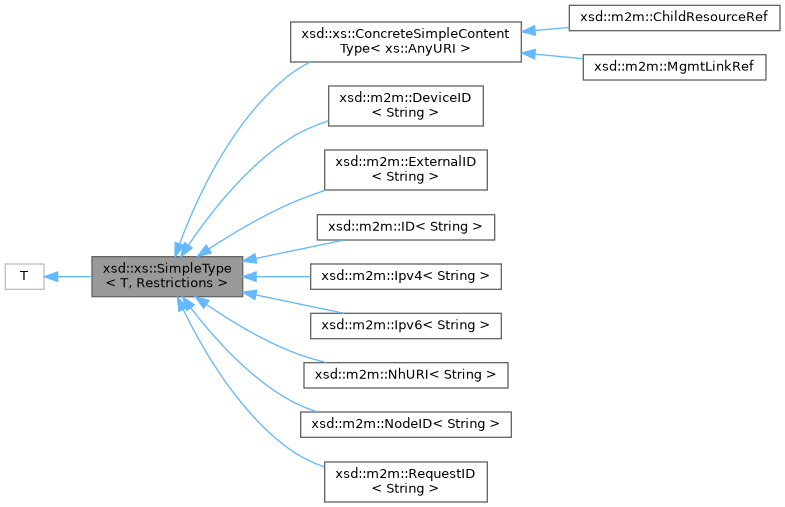 T
xsd::xs::SimpleType
< T, Restrictions >
xsd::xs::ConcreteSimpleContent
Type< xs::AnyURI >
xsd::m2m::DeviceID
< String >
xsd::m2m::ExternalID
< String >
xsd::m2m::ID< String >
xsd::m2m::Ipv4< String >
xsd::m2m::Ipv6< String >
xsd::m2m::NhURI< String >
xsd::m2m::NodeID< String >
xsd::m2m::RequestID
< String >
xsd::m2m::ChildResourceRef
xsd::m2m::MgmtLinkRef